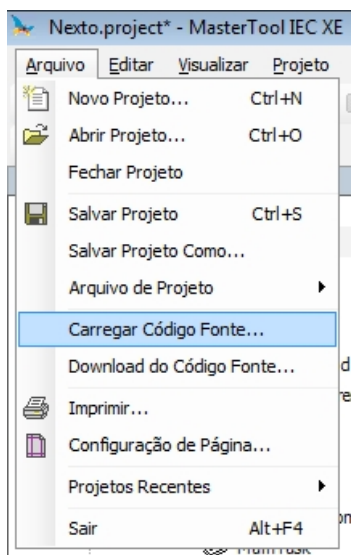 Nexto.project* - MasterTool IEC XE
Arquivo Editar Visualizar Projeto
Novo Projeto... Ctrl+N
Abrir Projeto... Ctrl+O
Fechar Projeto
Salvar Projeto Ctrl+S
Salvar Projeto Como...
Arquivo de Projeto
Carregar Código Fonte...
Download do Código Fonte...
Imprimir...
Configuração de Página...
Projetos Recentes
Sair Alt+F4